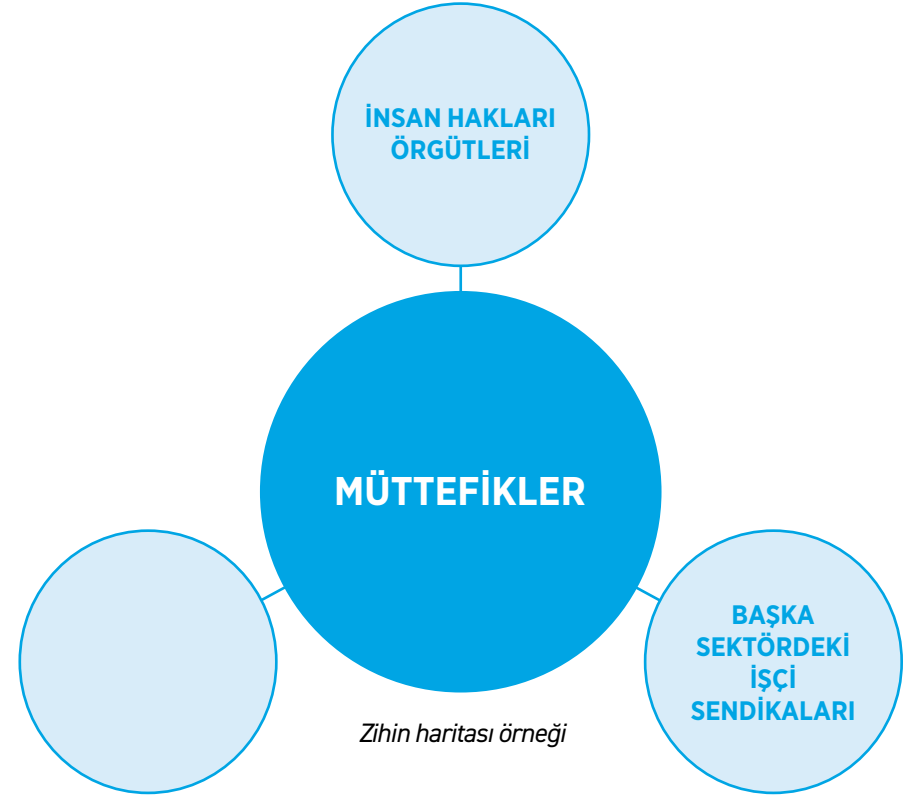 İNSAN HAKLARI
ÖRGÜTLERİ
MÜTTEFİKLER
BAŞKA
SEKTÖRDEKİ
İŞÇİ
SENDİKALARI
Zihin haritası örneği